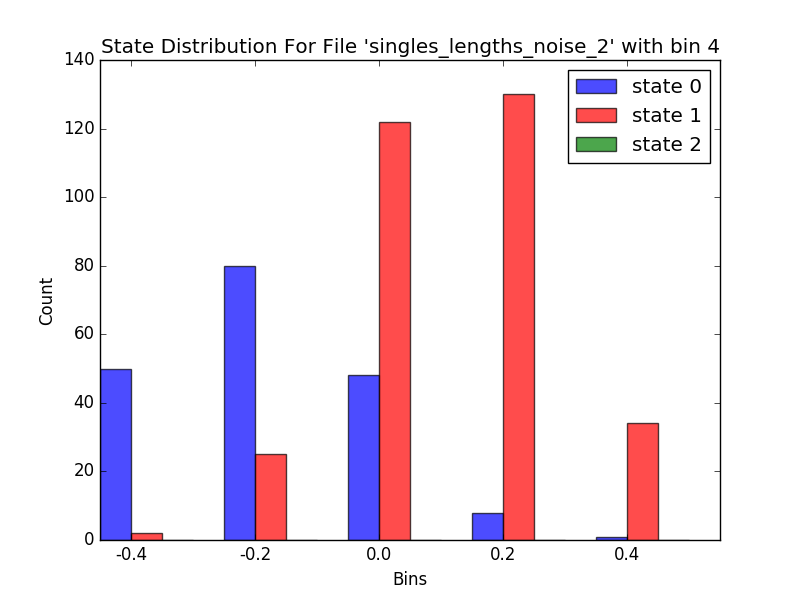 State Distribution For File 'singles_lengths_noise_2' with bin 4
140
120
100
80
60
40
20
0
Count
state 0
state 1
state 2
-0.4 -0.2 0.0 0.2 0.4
Bins